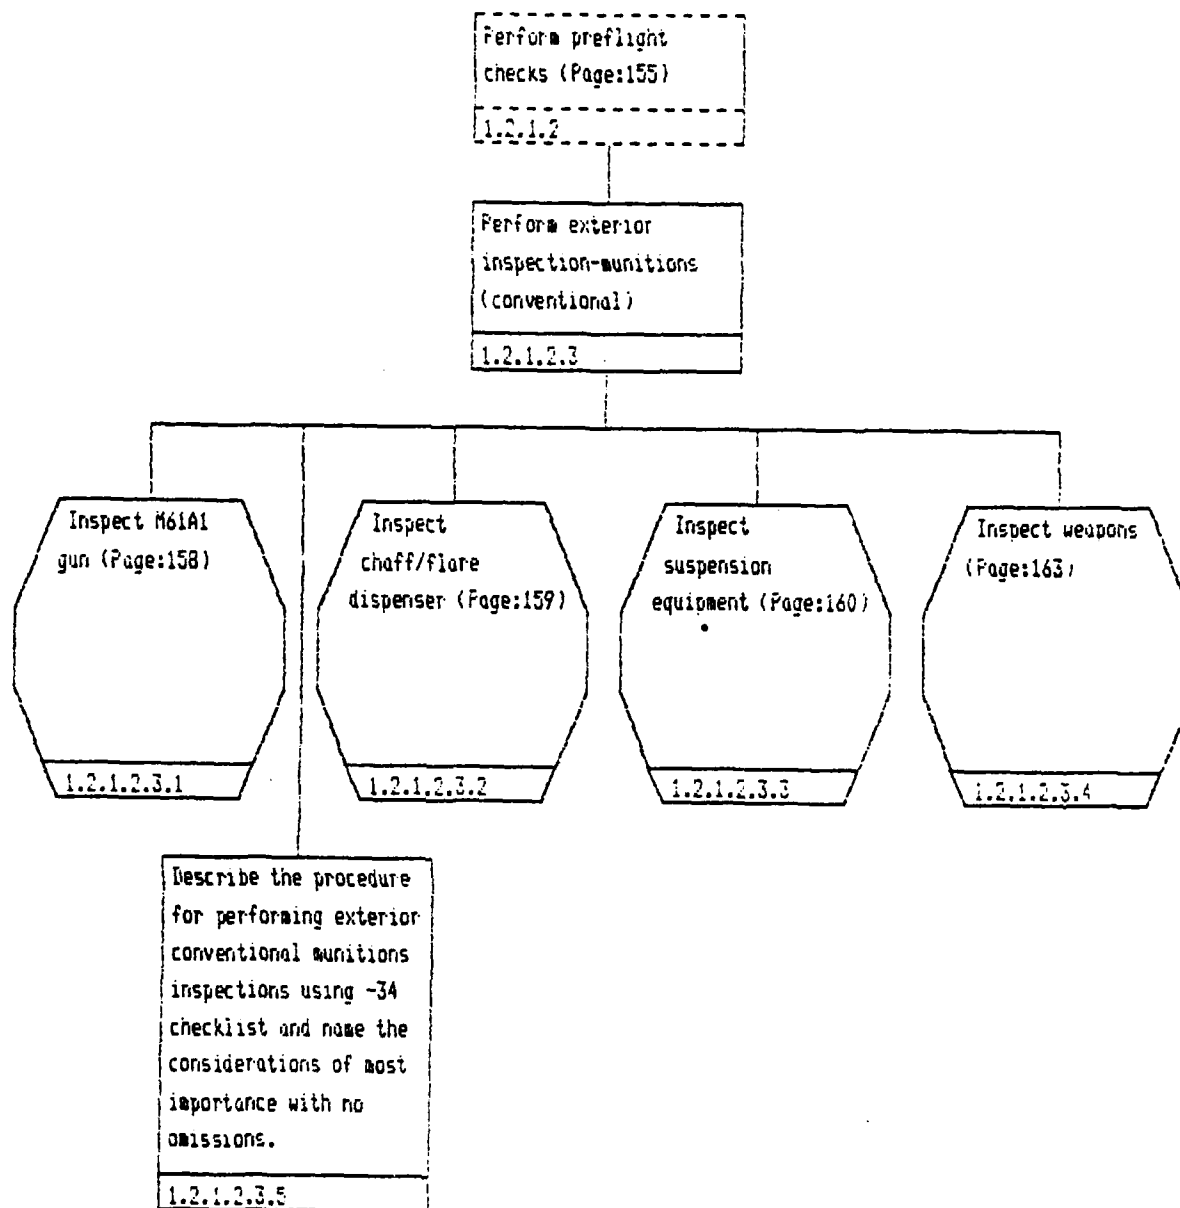 Perform preflight
checks (Page:155)
1.2.1.2
Perform exterior
inspection-munitions
(conventional)
1.2.1.2.3
Inspect M61A1
gun (Page:158)
1.2.1.2.3.1
Inspect
chaff/flare
dispenser (Page:159)
1.2.1.2.3.2
Inspect
suspension
equipment (Page:160)
1.2.1.2.3.3
Inspect weapons
(Page:163)
1.2.1.2.3.4
Describe the procedure
for performing exterior
conventional munitions
inspections using -34
checklist and name the
considerations of most
importance with no
omissions.
1.2.1.2.3.5